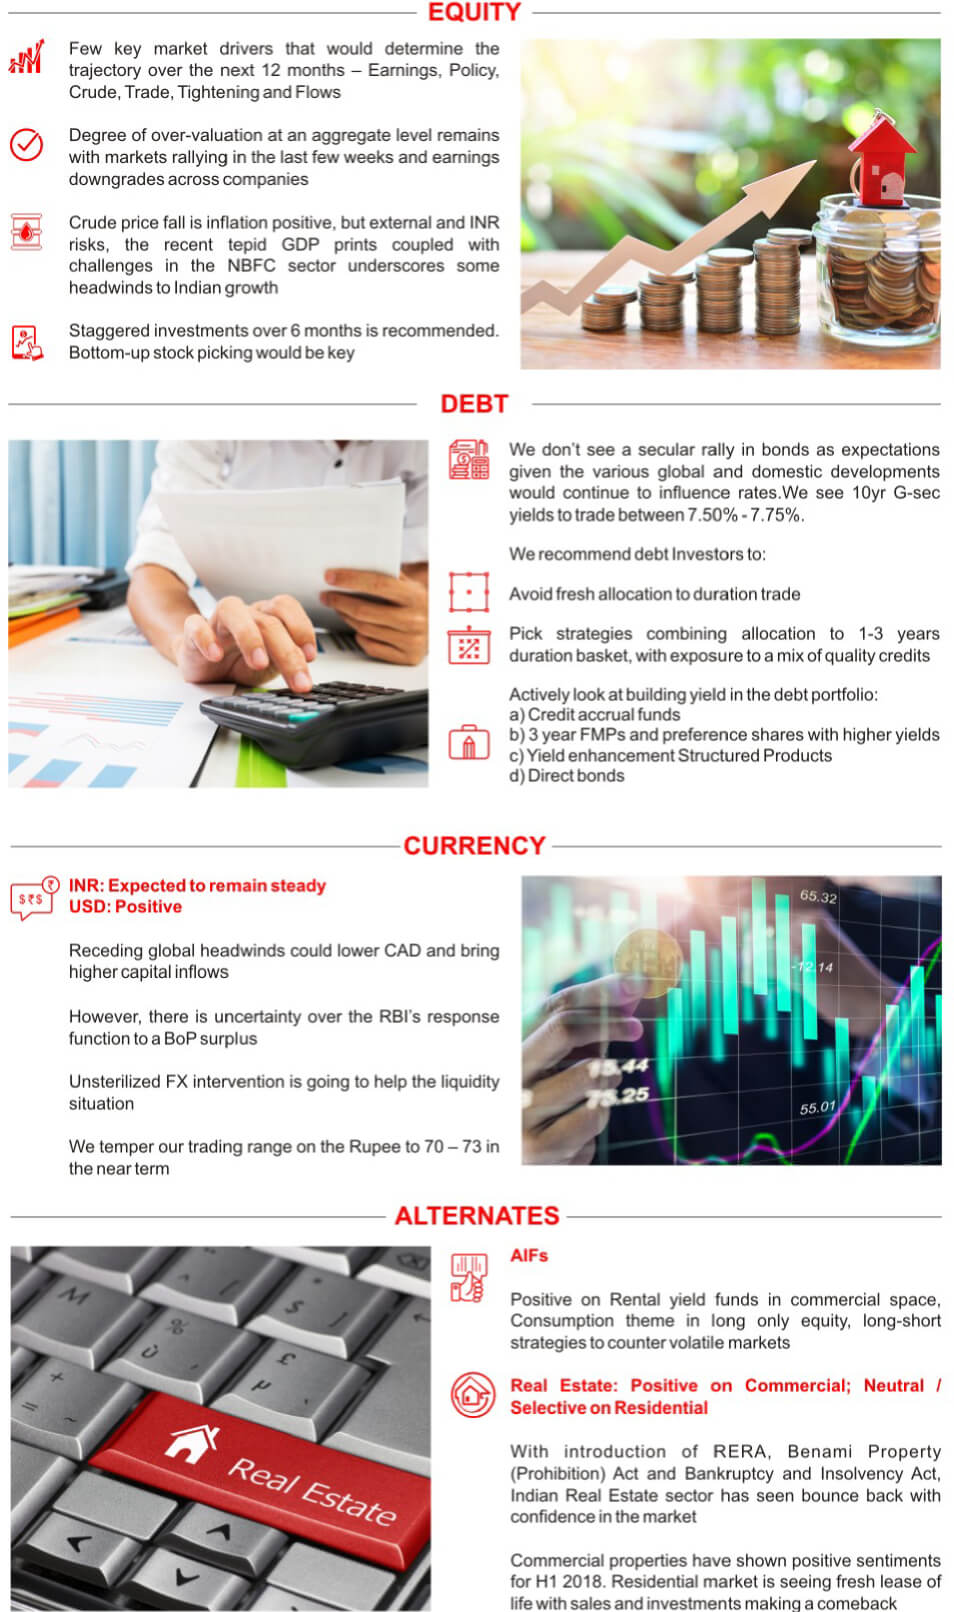 EQUITY
Few key market drivers that would determine the
trajectory over the next 12 months – Earnings, Policy,
Crude, Trade, Tightening and Flows
Degree of over-valuation at an aggregate level remains
with markets rallying in the last few weeks and earnings
downgrades across companies
Crude price fall is inflation positive, but external and INR
risks, the recent tepid GDP prints coupled with
challenges in the NBFC sector underscores some
headwinds to Indian growth
Staggered investments over 6 months is recommended.
Bottom-up stock picking would be key
DEBT
We don't see a secular rally in bonds as expectations
given the various global and domestic developments
would continue to influence rates.We see 10yr G-sec
yields to trade between 7.50% - 7.75%.
We recommend debt Investors to:
Avoid fresh allocation to duration trade
Pick strategies combining allocation to 1-3 years
duration basket, with exposure to a mix of quality credits
Actively look at building yield in the debt portfolio:
a) Credit accrual funds
b) 3 year FMPs and preference shares with higher yields
c) Yield enhancement Structured Products
d) Direct bonds
CURRENCY
$₹$
₹
INR: Expected to remain steady
USD: Positive
Receding global headwinds could lower CAD and bring
higher capital inflows
However, there is uncertainty over the RBI's response
function to a BoP surplus
Unsterilized FX intervention is going to help the liquidity
situation
We temper our trading range on the Rupee to 70 – 73 in
the near term
65.32
-12.14
75.25
55.01
ALTERNATES
M
$
%
ù
£
µ
+
=
~
Real Estate
AIFs
Positive on Rental yield funds in commercial space,
Consumption theme in long only equity, long-short
strategies to counter volatile markets
Real Estate: Positive on Commercial; Neutral /
Selective on Residential
With introduction of RERA, Benami Property
(Prohibition) Act and Bankruptcy and Insolvency Act,
Indian Real Estate sector has seen bounce back with
confidence in the market
Commercial properties have shown positive sentiments
for H1 2018. Residential market is seeing fresh lease of
life with sales and investments making a comeback